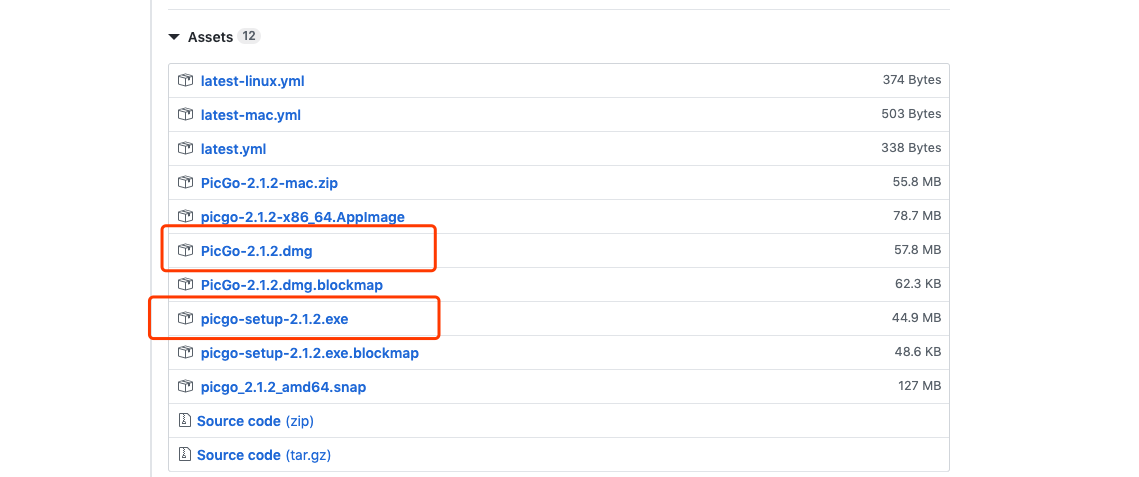 Assets 12
latest-linux.yml 374 Bytes
latest-mac.yml 503 Bytes
latest.yml 338 Bytes
PicGo-2.1.2-mac.zip 55.8 MB
picgo-2.1.2-x86_64.AppImage 78.7 MB
PicGo-2.1.2.dmg 57.8 MB
PicGo-2.1.2.dmg.blockmap 62.3 KB
picgo-setup-2.1.2.exe 44.9 MB
picgo-setup-2.1.2.exe.blockmap 48.6 KB
picgo_2.1.2_amd64.snap 127 MB
Source code (zip)
Source code (tar.gz)